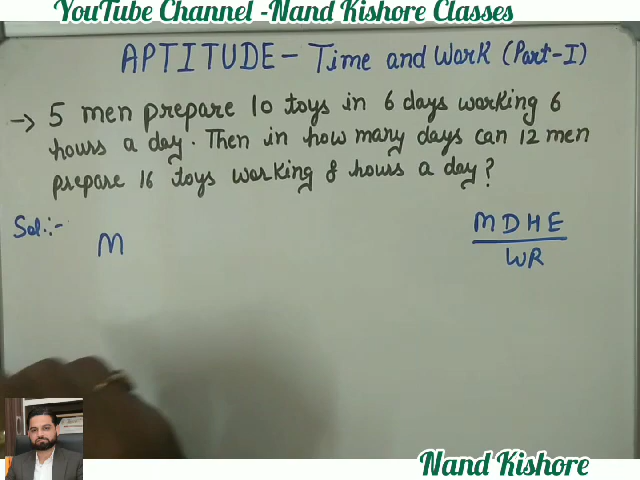 YouTube Channel -Nand Kishore Classes
APTITUDE - Time and Work (Part-I)
→ 5 men prepare 10 toys in 6 days working 6
hours a day. Then in how many days can 12 men
prepare 16 toys working 8 hours a day?
Sol:-
M
M D H E
WR
Nand Kishore